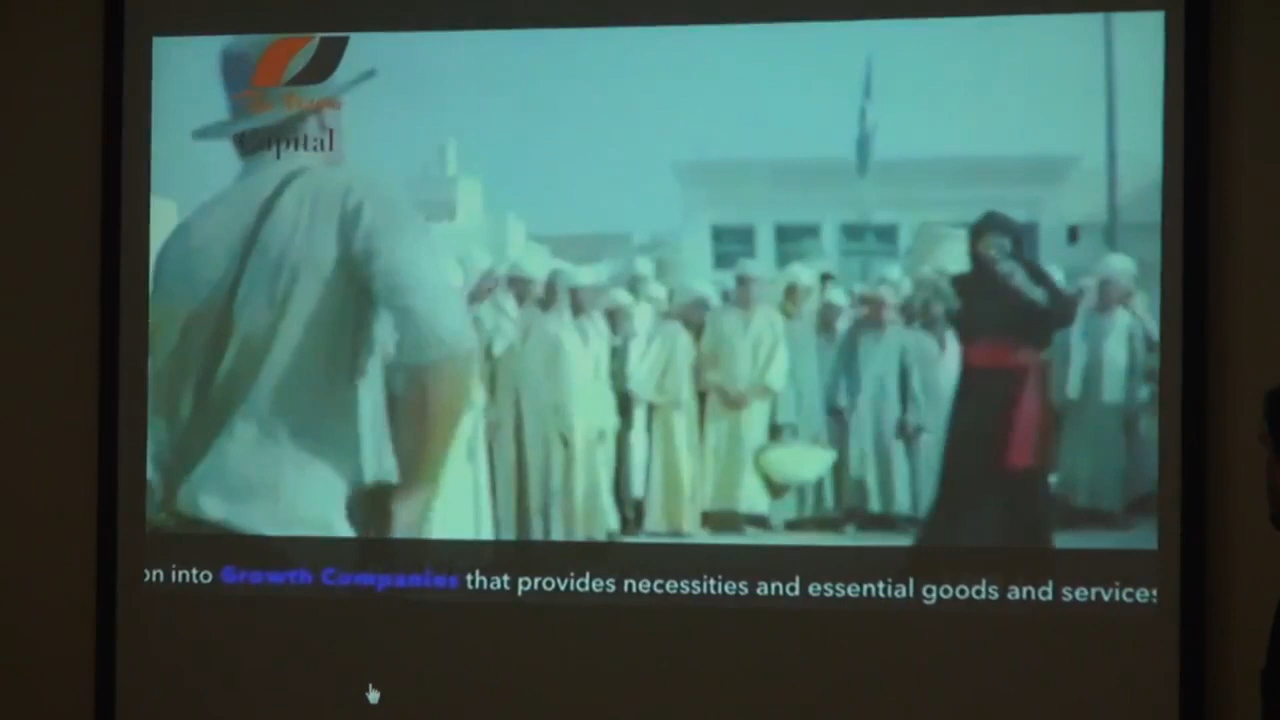 Capital
on into Growth Companies that provides necessities and essential goods and services